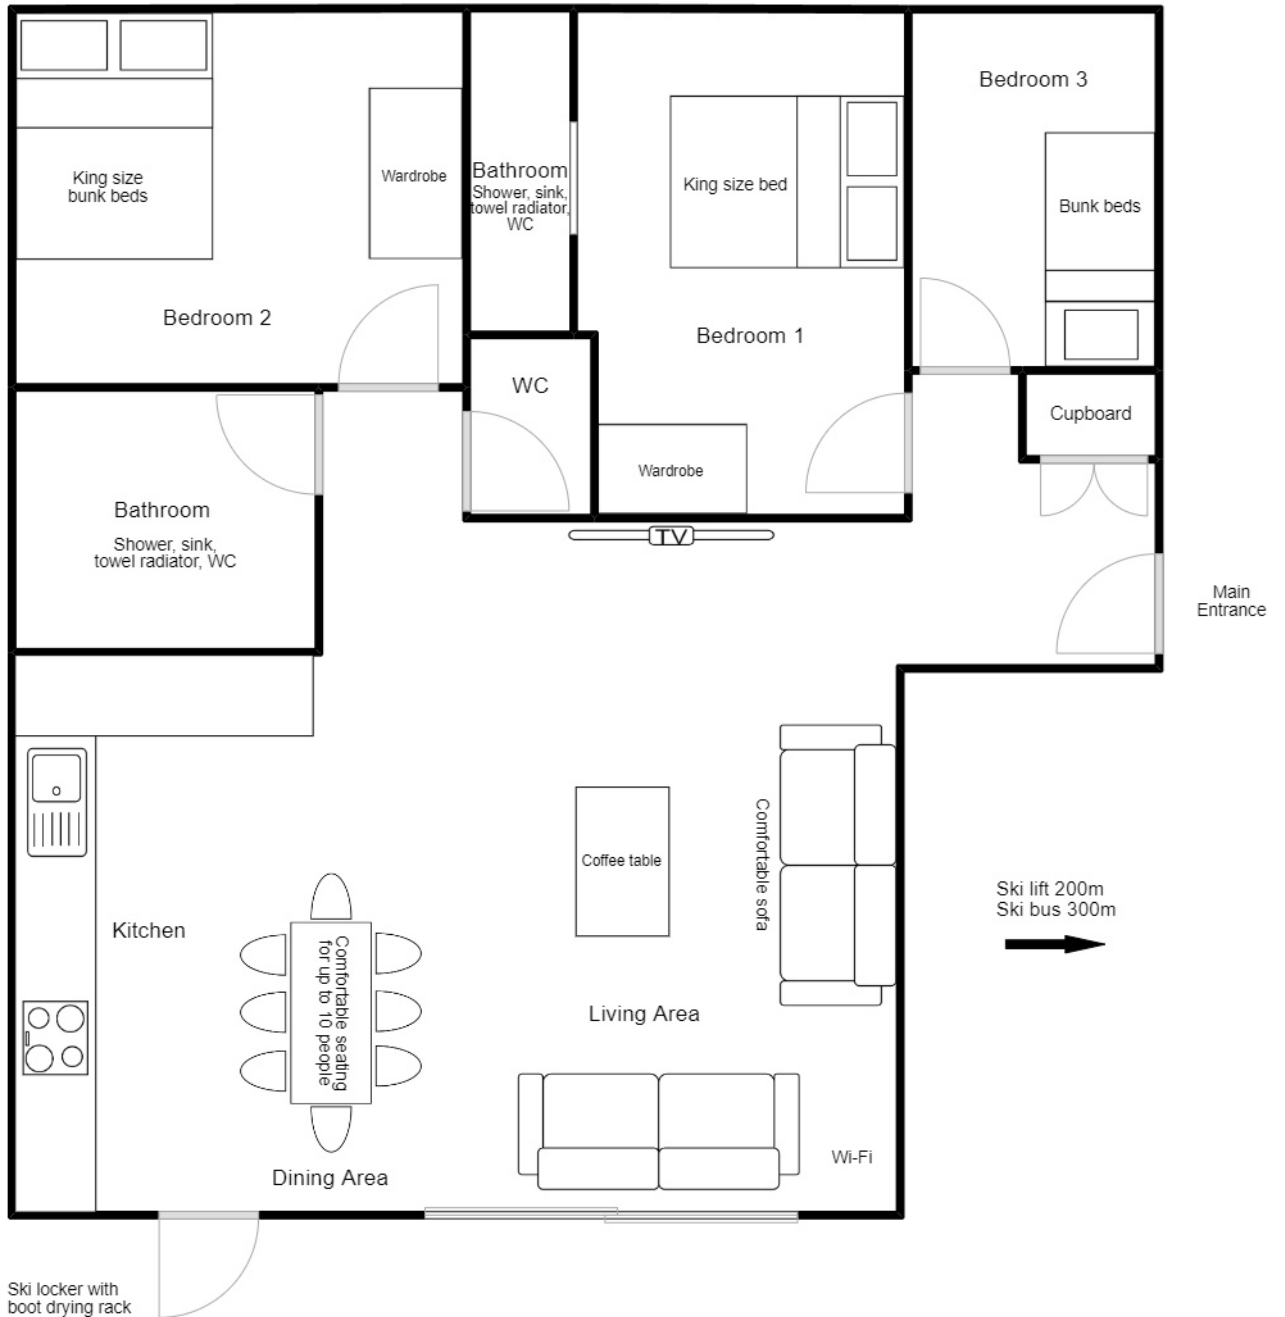 Bedroom 3
King size
bunk beds
Wardrobe
Bathroom
Shower, sink,
towel radiator,
WC
King size bed
Bunk beds
Bedroom 2
Bedroom 1
WC
Cupboard
Wardrobe
Bathroom
Shower, sink,
towel radiator, WC
TV
Main
Entrance
Coffee table
Comfortable sofa
Ski lift 200m
Ski bus 300m
Kitchen
Comfortable seating
for up to 10 people
Living Area
Wi-Fi
Dining Area
Ski locker with
boot drying rack